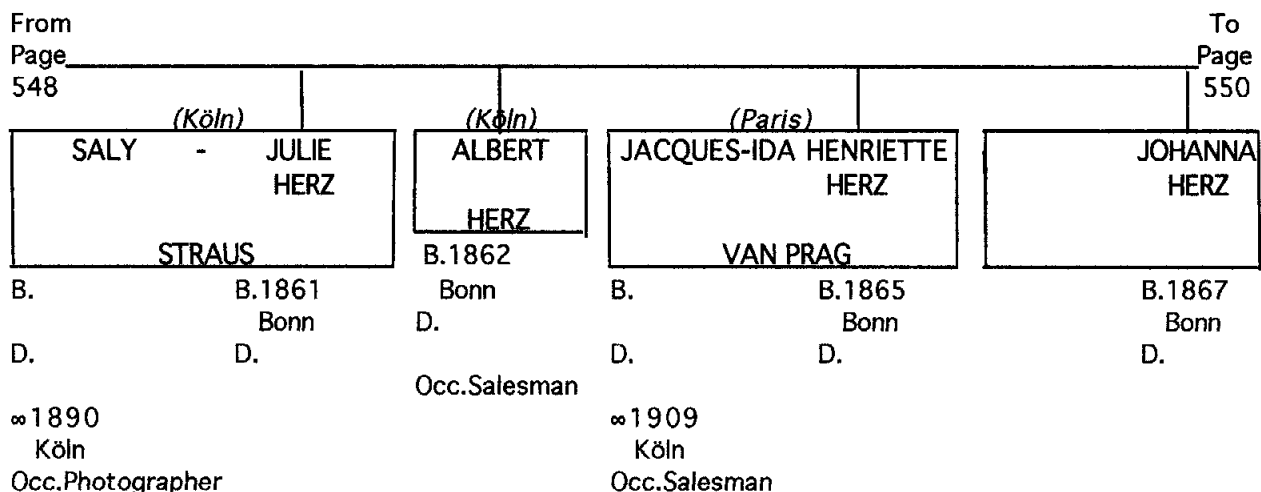 From
Page
548
To
Page
550
(Köln)
SALY - JULIE
HERZ
STRAUS
B. B.1861
Bonn
D. D.
∞1890
Köln
Occ.Photographer
(Köln)
ALBERT
HERZ
B.1862
Bonn
D.
Occ.Salesman
(Paris)
JACQUES-IDA HENRIETTE
HERZ
VAN PRAG
B. B.1865
Bonn
D. D.
∞1909
Köln
Occ.Salesman
JOHANNA
HERZ
B.1867
Bonn
D.